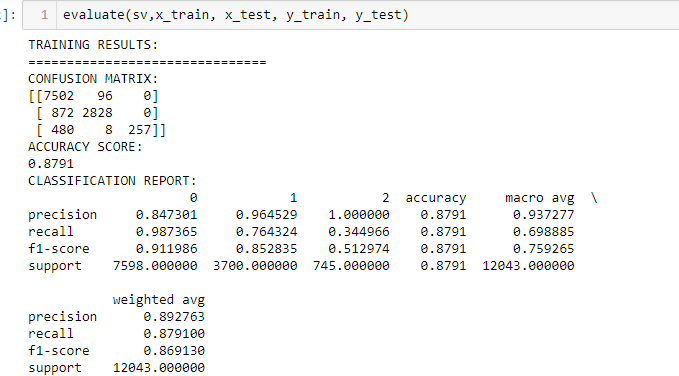 ]: 1 evaluate(sv,x_train, x_test, y_train, y_test)
TRAINING RESULTS:
===============================
CONFUSION MATRIX:
[[7502   96    0]
 [ 872 2828    0]
 [ 480    8  257]]
ACCURACY SCORE:
0.8791
CLASSIFICATION REPORT:
                     0            1           2  accuracy     macro avg  \
precision     0.847301     0.964529    1.000000    0.8791      0.937277
recall        0.987365     0.764324    0.344966    0.8791      0.698885
f1-score      0.911986     0.852835    0.512974    0.8791      0.759265
support    7598.000000  3700.000000  745.000000    0.8791  12043.000000
           weighted avg
precision      0.892763
recall         0.879100
f1-score       0.869130
support    12043.000000